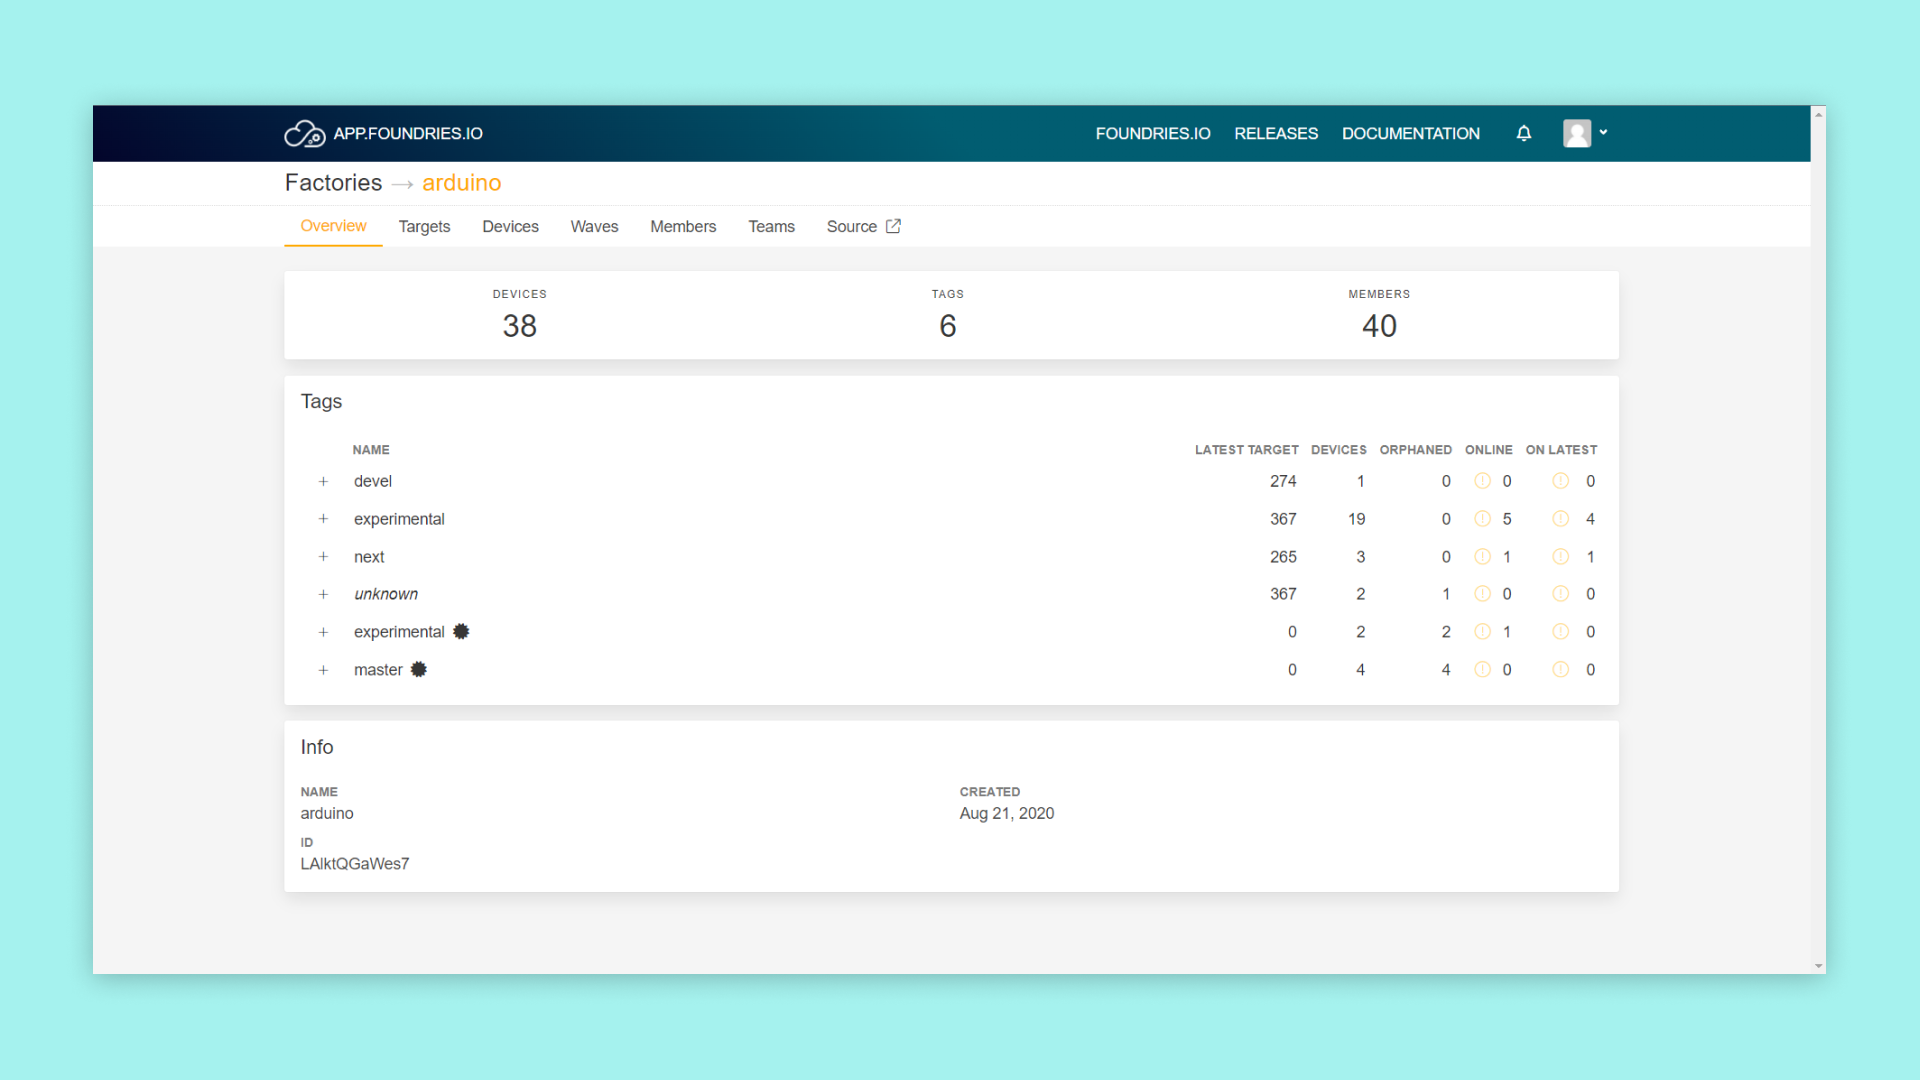 APP.FOUNDRIES.IO FOUNDRIES.IO RELEASES DOCUMENTATION
Factories → arduino
Overview Targets Devices Waves Members Teams Source
DEVICES TAGS MEMBERS
38 6 40
Tags
NAME LATEST TARGET DEVICES ORPHANED ONLINE ON LATEST
+ devel 274 1 0 0 0
+ experimental 367 19 0 5 4
+ next 265 3 0 1 1
+ unknown 367 2 1 0 0
+ experimental 0 2 2 1 0
+ master 0 4 4 0 0
Info
NAME CREATED
arduino Aug 21, 2020
ID
LAlktQGaWes7